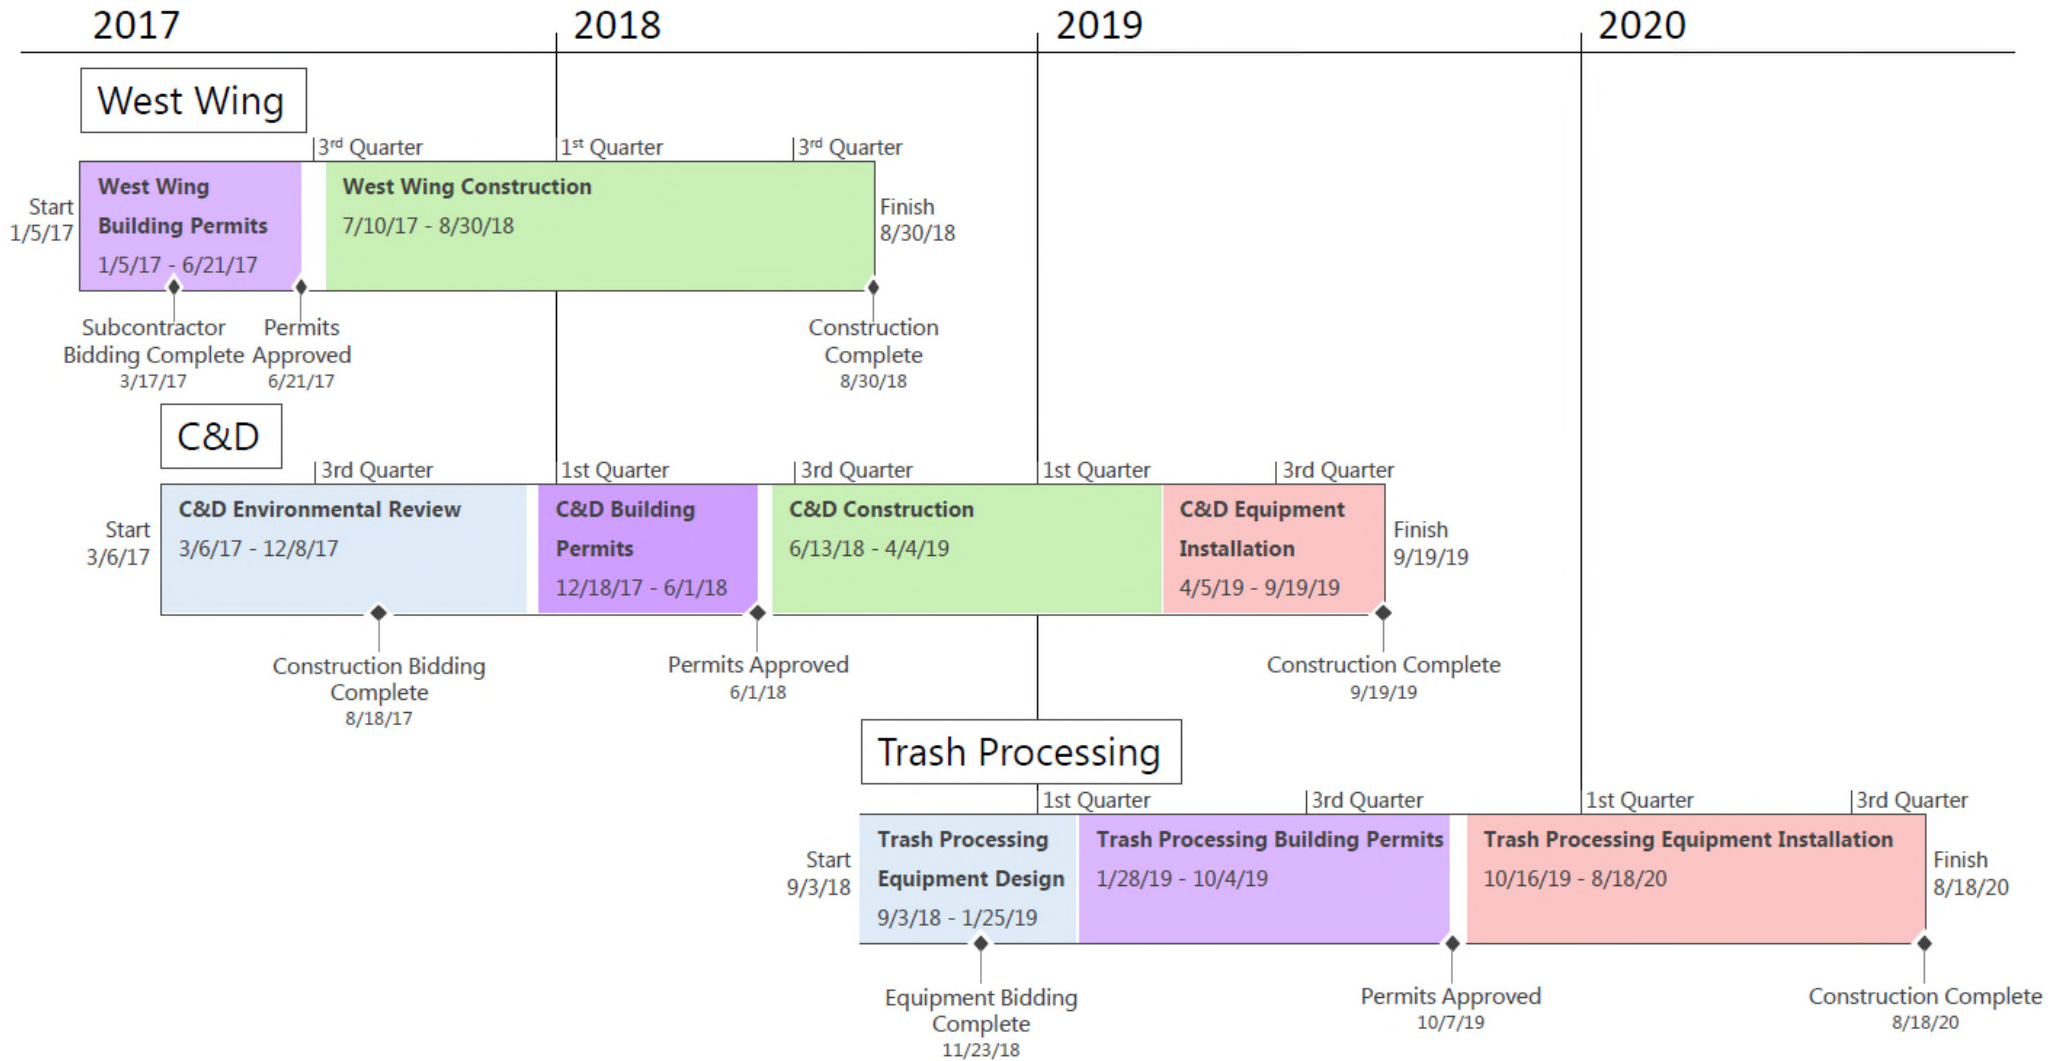 2017 2018 2019 2020
West Wing
3rd Quarter 1st Quarter 3rd Quarter
Start
1/5/17
West Wing
Building Permits
1/5/17 - 6/21/17
West Wing Construction
7/10/17 - 8/30/18
Finish
8/30/18
Subcontractor
Bidding Complete
3/17/17
Permits
Approved
6/21/17
Construction
Complete
8/30/18
C&D
3rd Quarter 1st Quarter 3rd Quarter 1st Quarter 3rd Quarter
Start
3/6/17
C&D Environmental Review
3/6/17 - 12/8/17
C&D Building
Permits
12/18/17 - 6/1/18
C&D Construction
6/13/18 - 4/4/19
C&D Equipment
Installation
4/5/19 - 9/19/19
Finish
9/19/19
Construction Bidding
Complete
8/18/17
Permits Approved
6/1/18
Construction Complete
9/19/19
Trash Processing
1st Quarter 3rd Quarter 1st Quarter 3rd Quarter
Start
9/3/18
Trash Processing
Equipment Design
9/3/18 - 1/25/19
Trash Processing Building Permits
1/28/19 - 10/4/19
Trash Processing Equipment Installation
10/16/19 - 8/18/20
Finish
8/18/20
Equipment Bidding
Complete
11/23/18
Permits Approved
10/7/19
Construction Complete
8/18/20